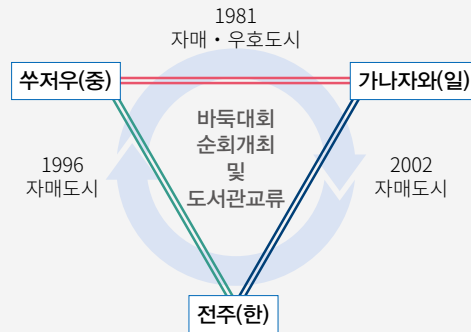 1981
자매・우호도시
쑤저우(중)
가나자와(일)
바둑대회
순회개최
및
도서관교류
1996
자매도시
2002
자매도시
전주(한)